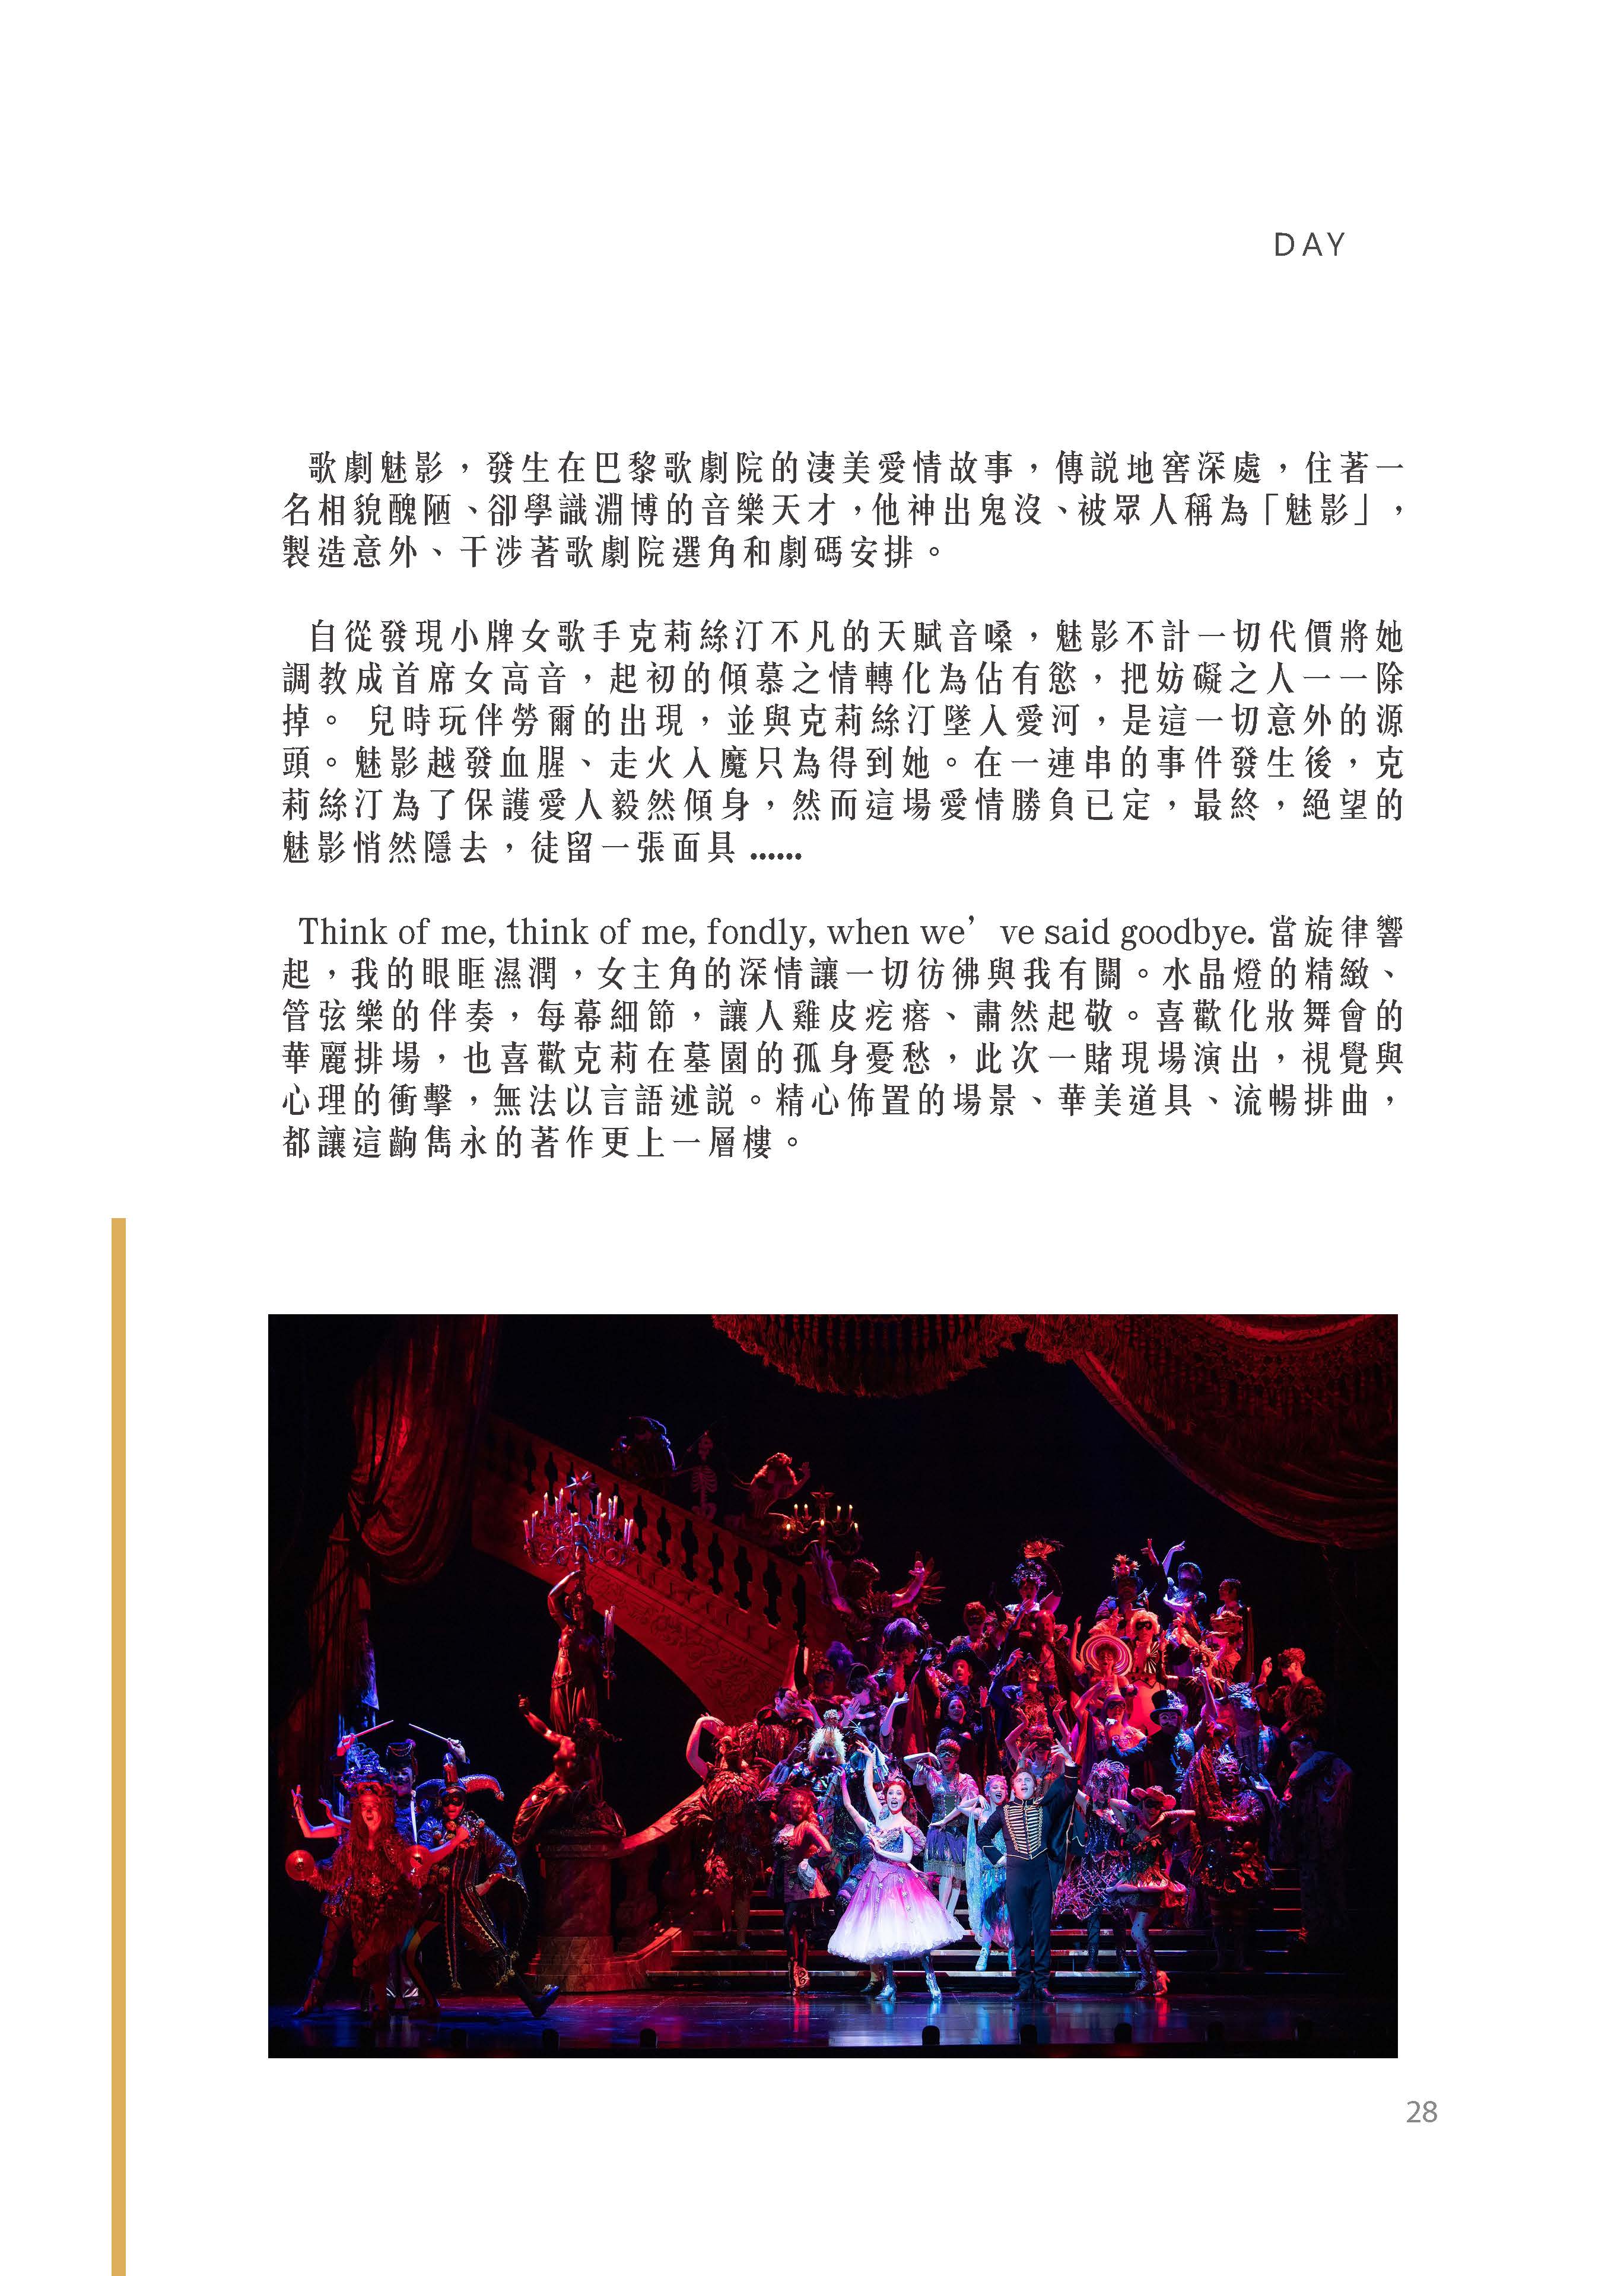 DAY
歌劇魅影，發生在巴黎歌劇院的淒美愛情故事，傳説地窖深處，住著一
名相貌醜陋、卻學識淵博的音樂天才，他神出鬼沒、被眾人稱為「魅影」，
製造意外、干涉著歌劇院選角和劇碼安排。
自從發現小牌女歌手克莉絲汀不凡的天賦音嗓，魅影不計一切代價將她
調教成首席女高音，起初的傾慕之情轉化為佔有慾，把妨礙之人一一除
掉。 兒時玩伴勞爾的出現，並與克莉絲汀墜入愛河，是這一切意外的源
頭。魅影越發血腥、走火入魔只為得到她。在一連串的事件發生後，克
莉絲汀為了保護愛人毅然傾身，然而這場愛情勝負已定，最終，絕望的
魅影悄然隱去，徒留一張面具 ......
Think of me, think of me, fondly, when we’ve said goodbye. 當旋律響
起，我的眼眶濕潤，女主角的深情讓一切彷彿與我有關。水晶燈的精緻、
管弦樂的伴奏，每幕細節，讓人雞皮疙瘩、肅然起敬。喜歡化妝舞會的
華麗排場，也喜歡克莉在墓園的孤身憂愁，此次一賭現場演出，視覺與
心理的衝擊，無法以言語述説。精心佈置的場景、華美道具、流暢排曲，
都讓這齣雋永的著作更上一層樓。
28